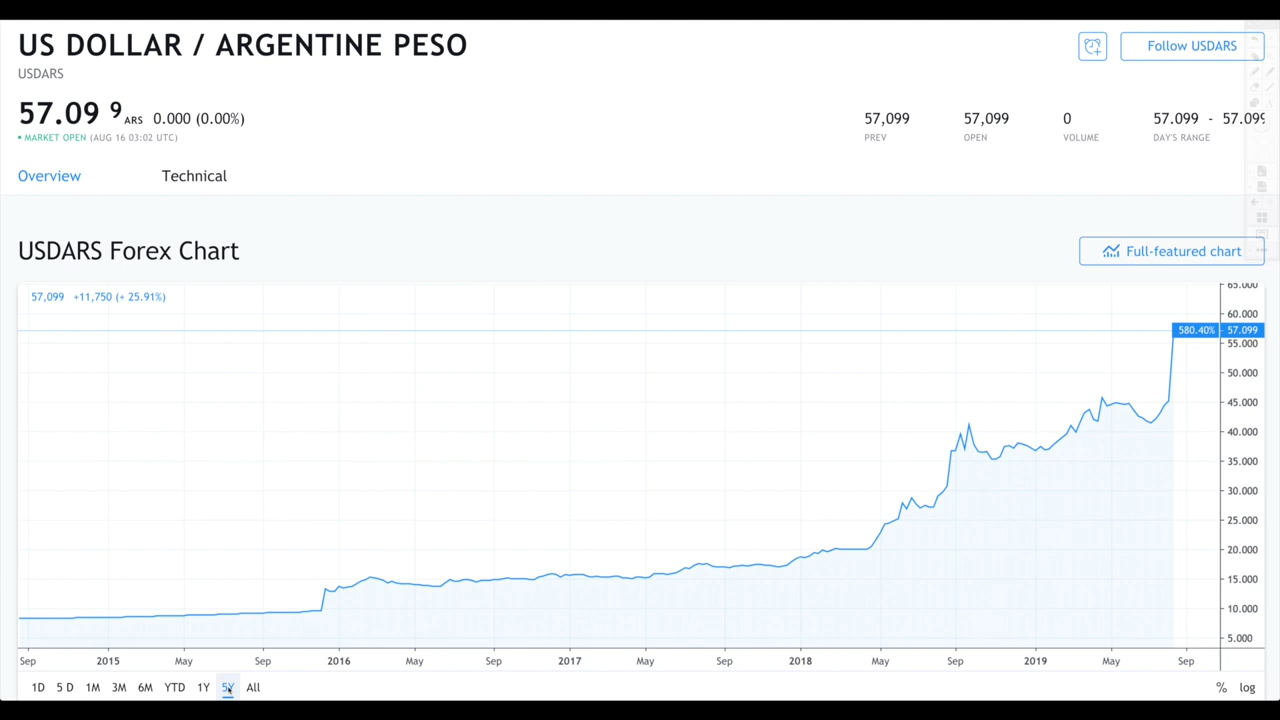 US DOLLAR / ARGENTINE PESO
Follow USDARS
USDARS
57.09 9 ARS 0.000 (0.00%)
57,099 57,099 0 57.099 - 57.099
• MARKET OPEN (AUG 16 03:02 UTC)
PREV OPEN VOLUME DAY'S RANGE
Overview Technical
USDARS Forex Chart
Full-featured chart
57,099 +11,750 (+ 25.91%)
65.000
60.000
580.40% 57.099
55.000
50.000
45.000
40.000
35.000
30.000
25.000
20.000
15.000
10.000
5.000
Sep 2015 May Sep 2016 May Sep 2017 May Sep 2018 May Sep 2019 May Sep
1D 5 D 1M 3M 6M YTD 1Y 5Y All % log